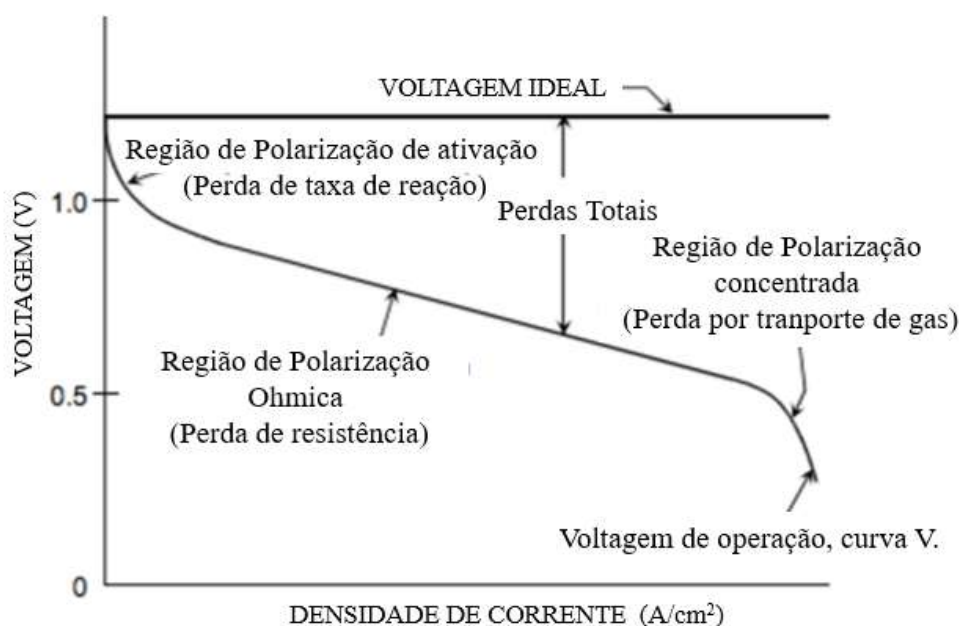 VOLTAGEM IDEAL
Região de Polarização de ativação
(Perda de taxa de reação)
1.0
Perdas Totais
Região de Polarização
concentrada
(Perda por tranporte de gas)
VOLTAGEM (V)
Região de Polarização
Ohmica
(Perda de resistência)
0.5
Voltagem de operação, curva V.
0
DENSIDADE DE CORRENTE (A/cm²)